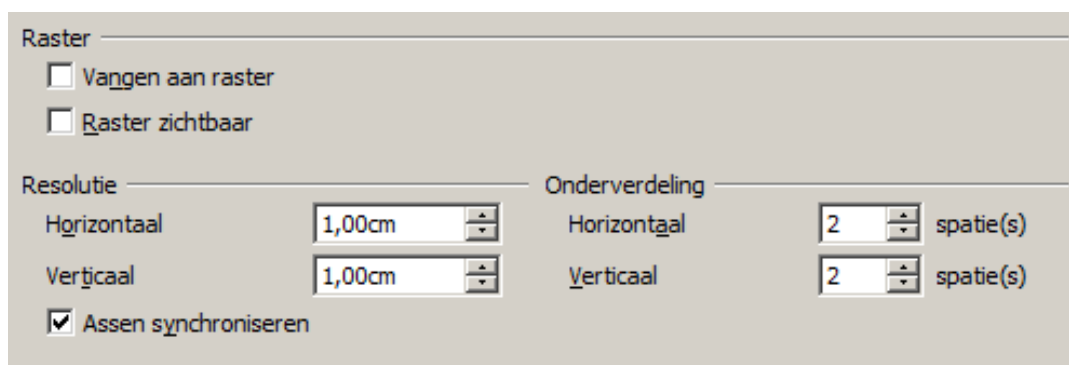 Raster
Vangen aan raster
Raster zichtbaar
Resolutie
Horizontaal 1,00cm
Verticaal 1,00cm
Assen synchroniseren
Onderverdeling
Horizontaal 2 spatie(s)
Verticaal 2 spatie(s)